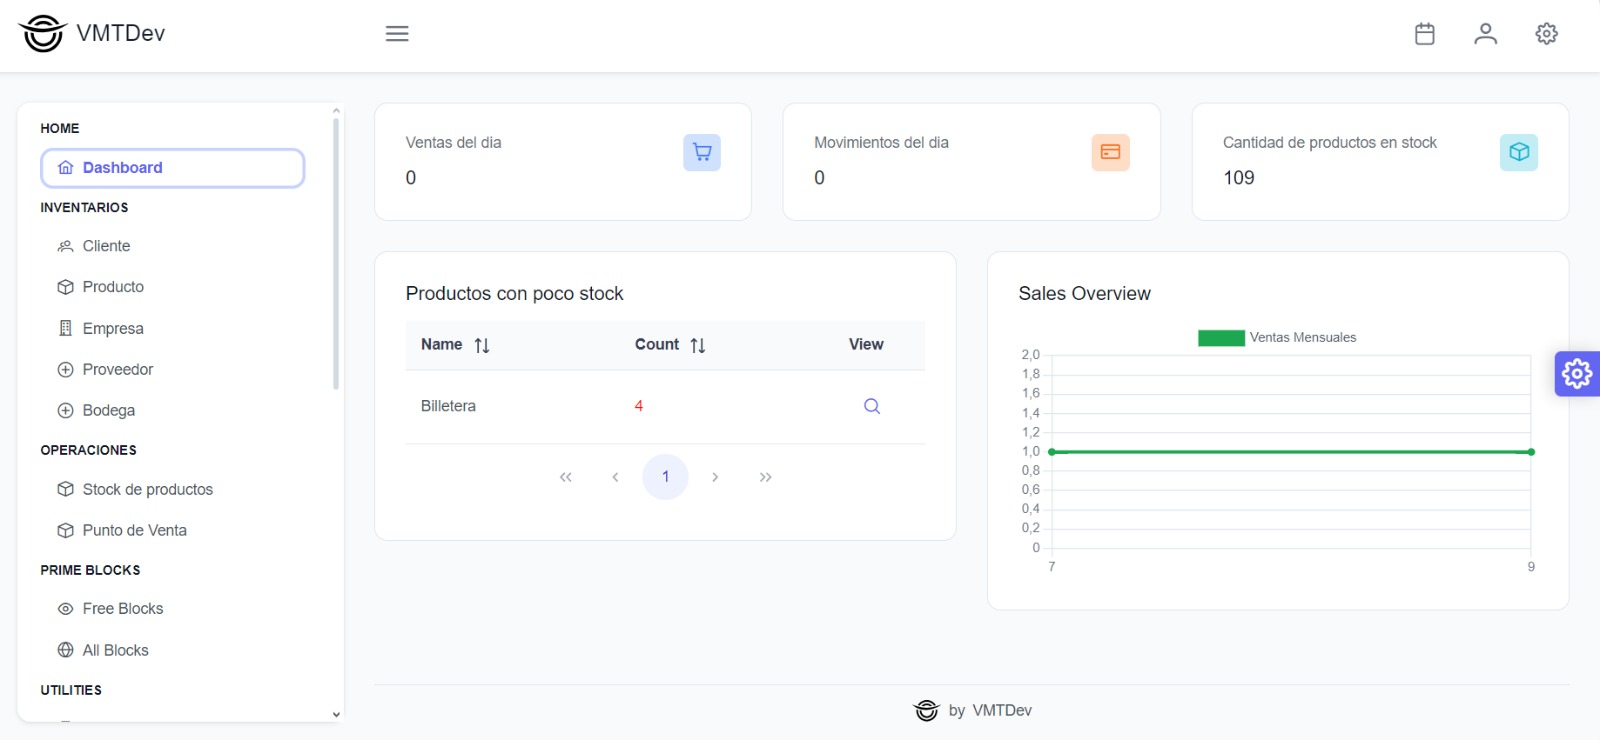 VMTDev
HOME
Dashboard
INVENTARIOS
Cliente
Producto
Empresa
Proveedor
Bodega
OPERACIONES
Stock de productos
Punto de Venta
PRIME BLOCKS
Free Blocks
All Blocks
UTILITIES
Ventas del dia
0
Movimientos del dia
0
Cantidad de productos en stock
109
Productos con poco stock
Name Count View
Billetera 4
« ‹ 1 › »
Sales Overview
Ventas Mensuales
2,0
1,8
1,6
1,4
1,2
1,0
0,8
0,6
0,4
0,2
0
7 9
by VMTDev